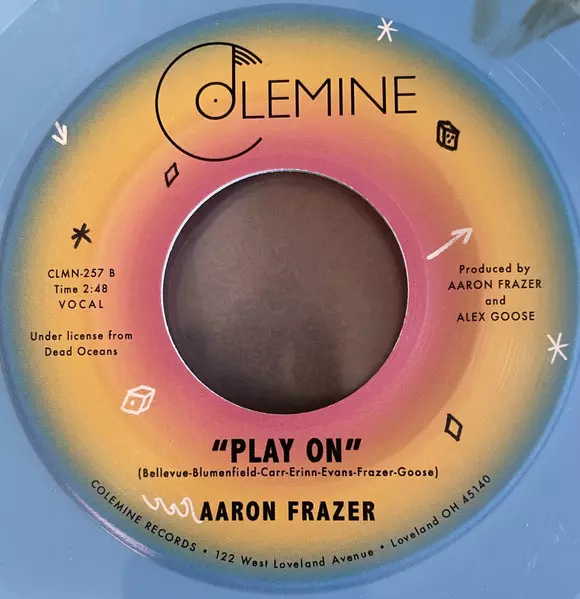 COLEMINE
CLMN-257 B
Time 2:48
VOCAL
Under license from
Dead Oceans
Produced by
AARON FRAZER
and
ALEX GOOSE
"PLAY ON"
(Bellevue-Blumenfield-Carr-Erinn-Evans-Frazer-Goose)
AARON FRAZER
COLEMINE RECORDS • 122 West Loveland Avenue • Loveland OH 45140